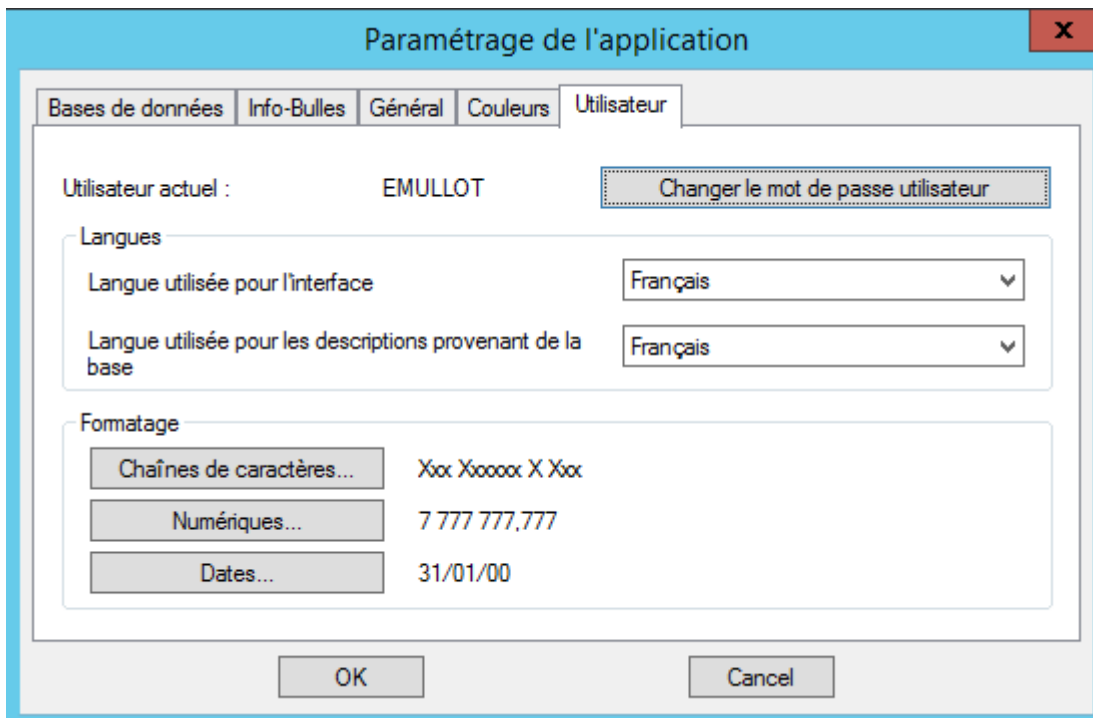 Paramétrage de l'application
x
Bases de données Info-Bulles Général Couleurs Utilisateur
Utilisateur actuel : EMULLOT Changer le mot de passe utilisateur
Langues
Langue utilisée pour l'interface Français
Langue utilisée pour les descriptions provenant de la
base
Français
Formatage
Chaînes de caractères... Xxx Xxxxxx X Xxx
Numériques... 7 777 777,777
Dates... 31/01/00
OK Cancel